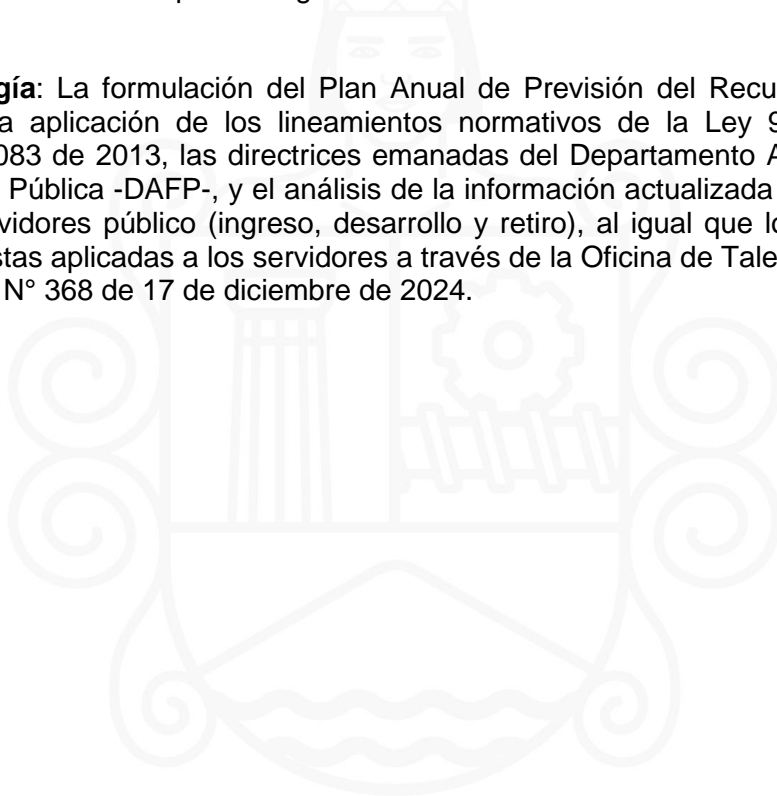 gía: La formulación del Plan Anual de Previsión del Recu
a aplicación de los lineamientos normativos de la Ley 9
083 de 2013, las directrices emanadas del Departamento A
Pública -DAFP-, y el análisis de la información actualizada
vidores público (ingreso, desarrollo y retiro), al igual que lo
stas aplicadas a los servidores a través de la Oficina de Tale
N° 368 de 17 de diciembre de 2024.